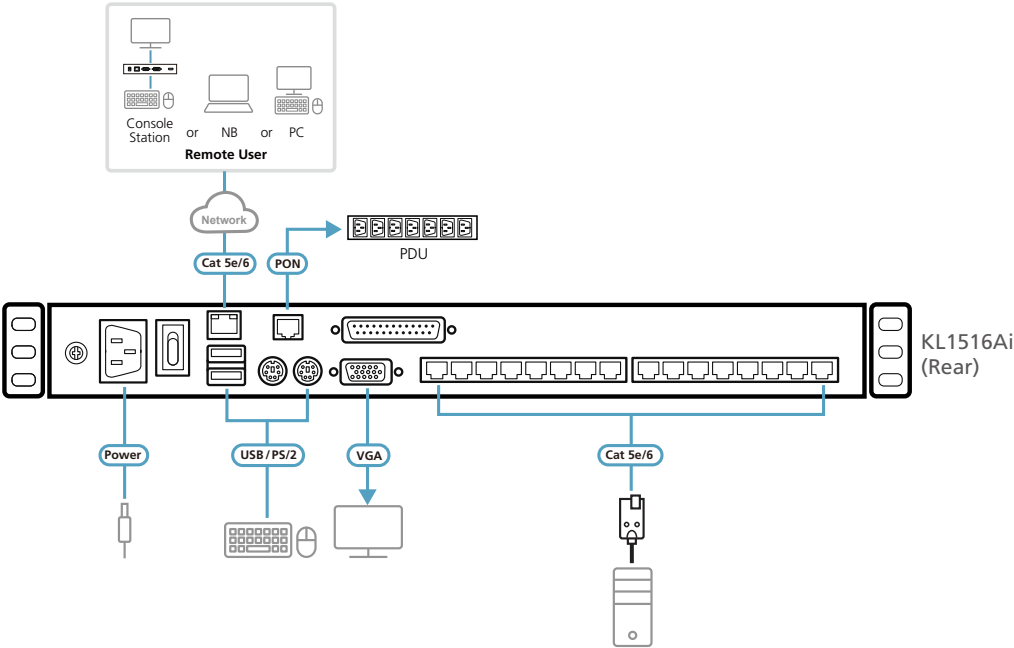 Console
Station
or
NB
or
PC
Remote User
Network
Cat 5e/6
PON
PDU
KL1516Ai
(Rear)
Power
USB/PS/2
VGA
Cat 5e/6